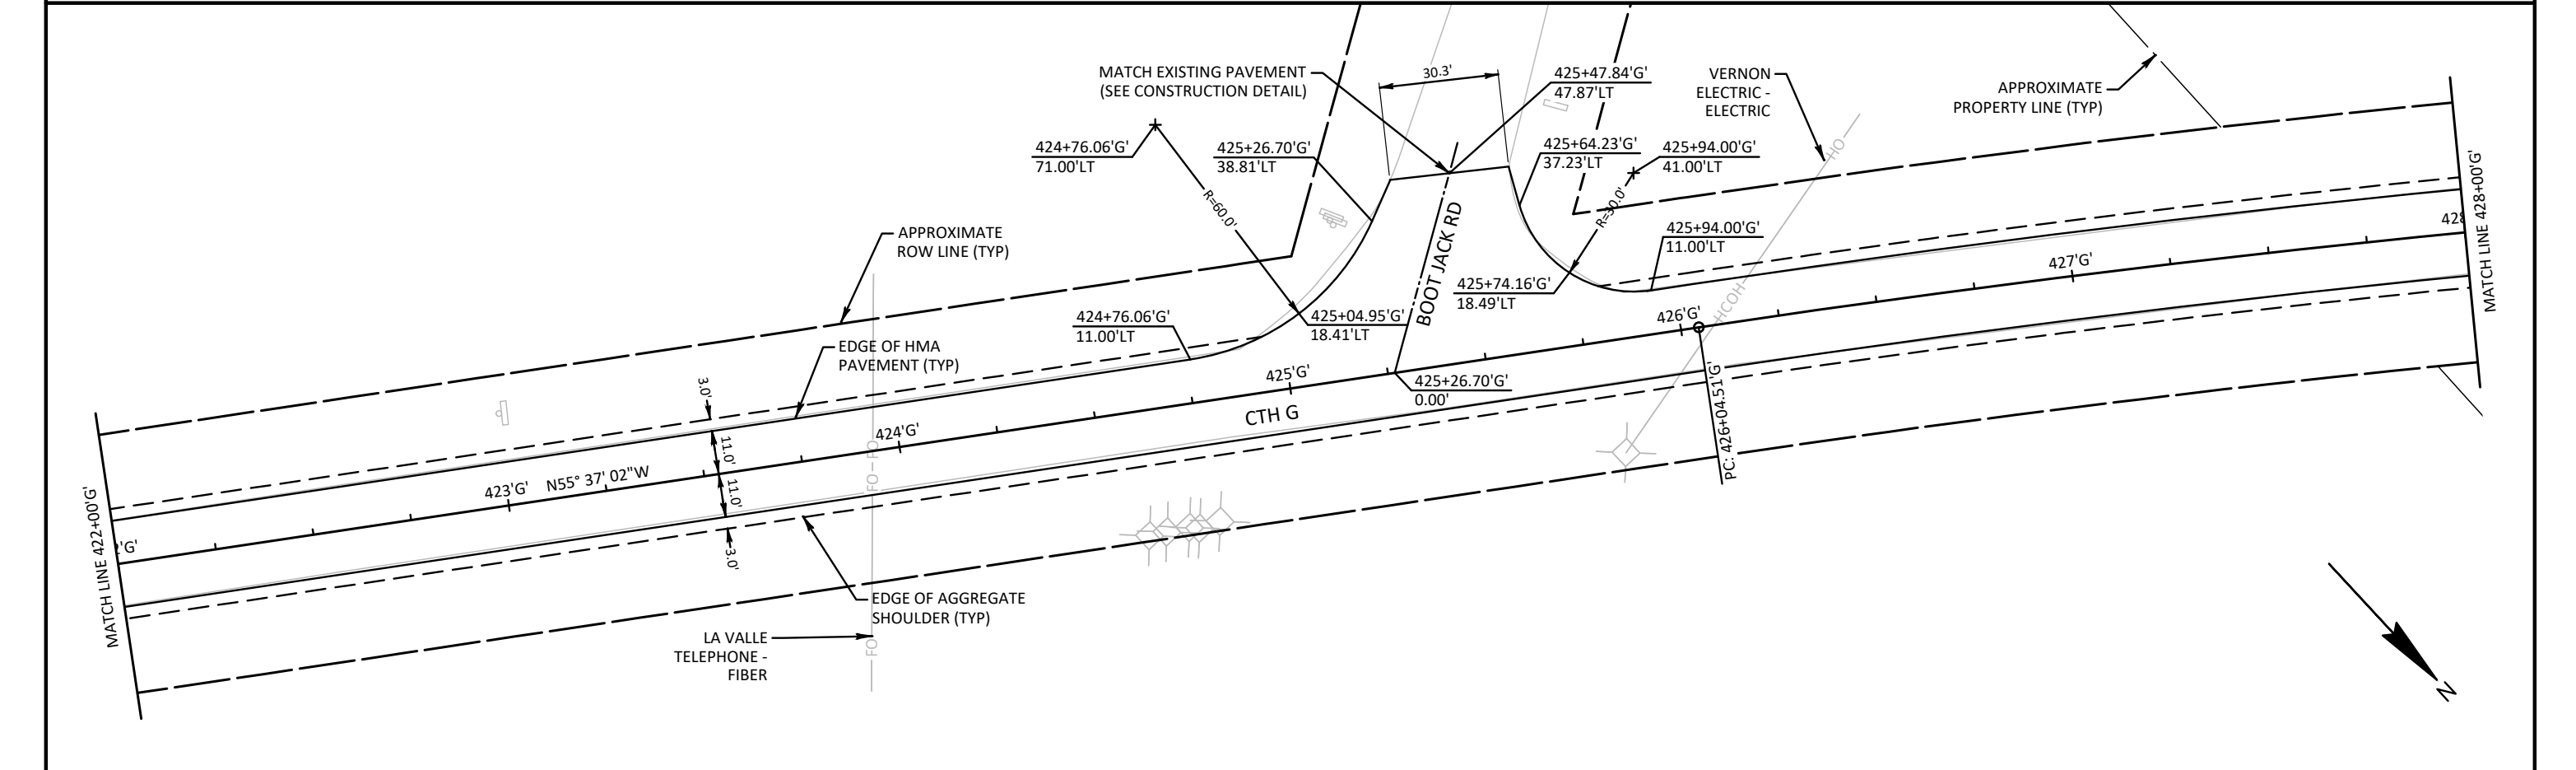 MATCH EXISTING PAVEMENT
(SEE CONSTRUCTION DETAIL)
30.3'
425+47.84'G'
47.87'LT
VERNON
ELECTRIC -
ELECTRIC
APPROXIMATE
PROPERTY LINE (TYP)
424+76.06'G'
71.00'LT
425+26.70'G'
38.81'LT
425+64.23'G'
37.23'LT
425+94.00'G'
41.00'LT
HO
R=60.0'
R=30.0'
BOOT JACK RD
MATCH LINE 428+00'G'
428
APPROXIMATE
ROW LINE (TYP)
425+94.00'G'
11.00'LT
427'G'
425+74.16'G'
18.49'LT
424+76.06'G'
11.00'LT
425+04.95'G'
18.41'LT
426'G'
HCOH
EDGE OF HMA
PAVEMENT (TYP)
425'G'
425+26.70'G'
0.00'
3.0'
CTH G
PC: 426+04.51'G'
424'G'
11.0'
FO
FO
N55° 37' 02"W
423'G'
11.0'
MATCH LINE 422+00'G'
'G'
3.0'
EDGE OF AGGREGATE
SHOULDER (TYP)
LA VALLE
TELEPHONE -
FIBER
FO
N